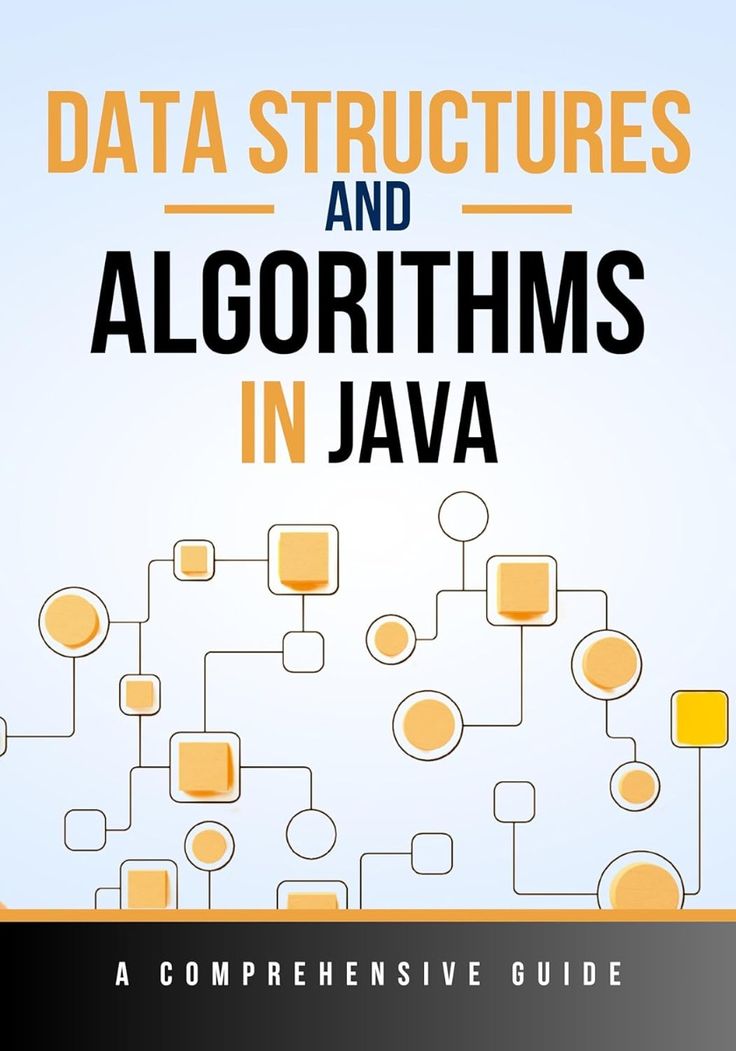 DATA STRUCTURES
AND
ALGORITHMS
IN JAVA
A COMPREHENSIVE GUIDE